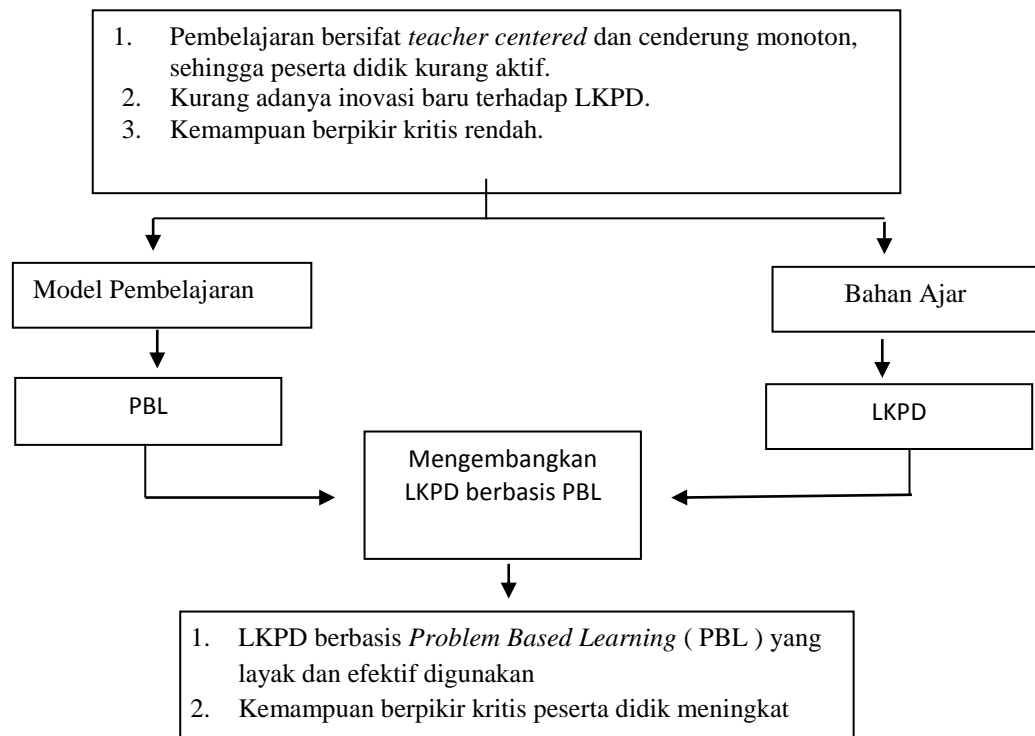 1. Pembelajaran bersifat teacher centered dan cenderung monoton,
sehingga peserta didik kurang aktif.
2. Kurang adanya inovasi baru terhadap LKPD.
3. Kemampuan berpikir kritis rendah.
Model Pembelajaran
Bahan Ajar
PBL
LKPD
Mengembangkan
LKPD berbasis PBL
1. LKPD berbasis Problem Based Learning ( PBL ) yang
layak dan efektif digunakan
2. Kemampuan berpikir kritis peserta didik meningkat